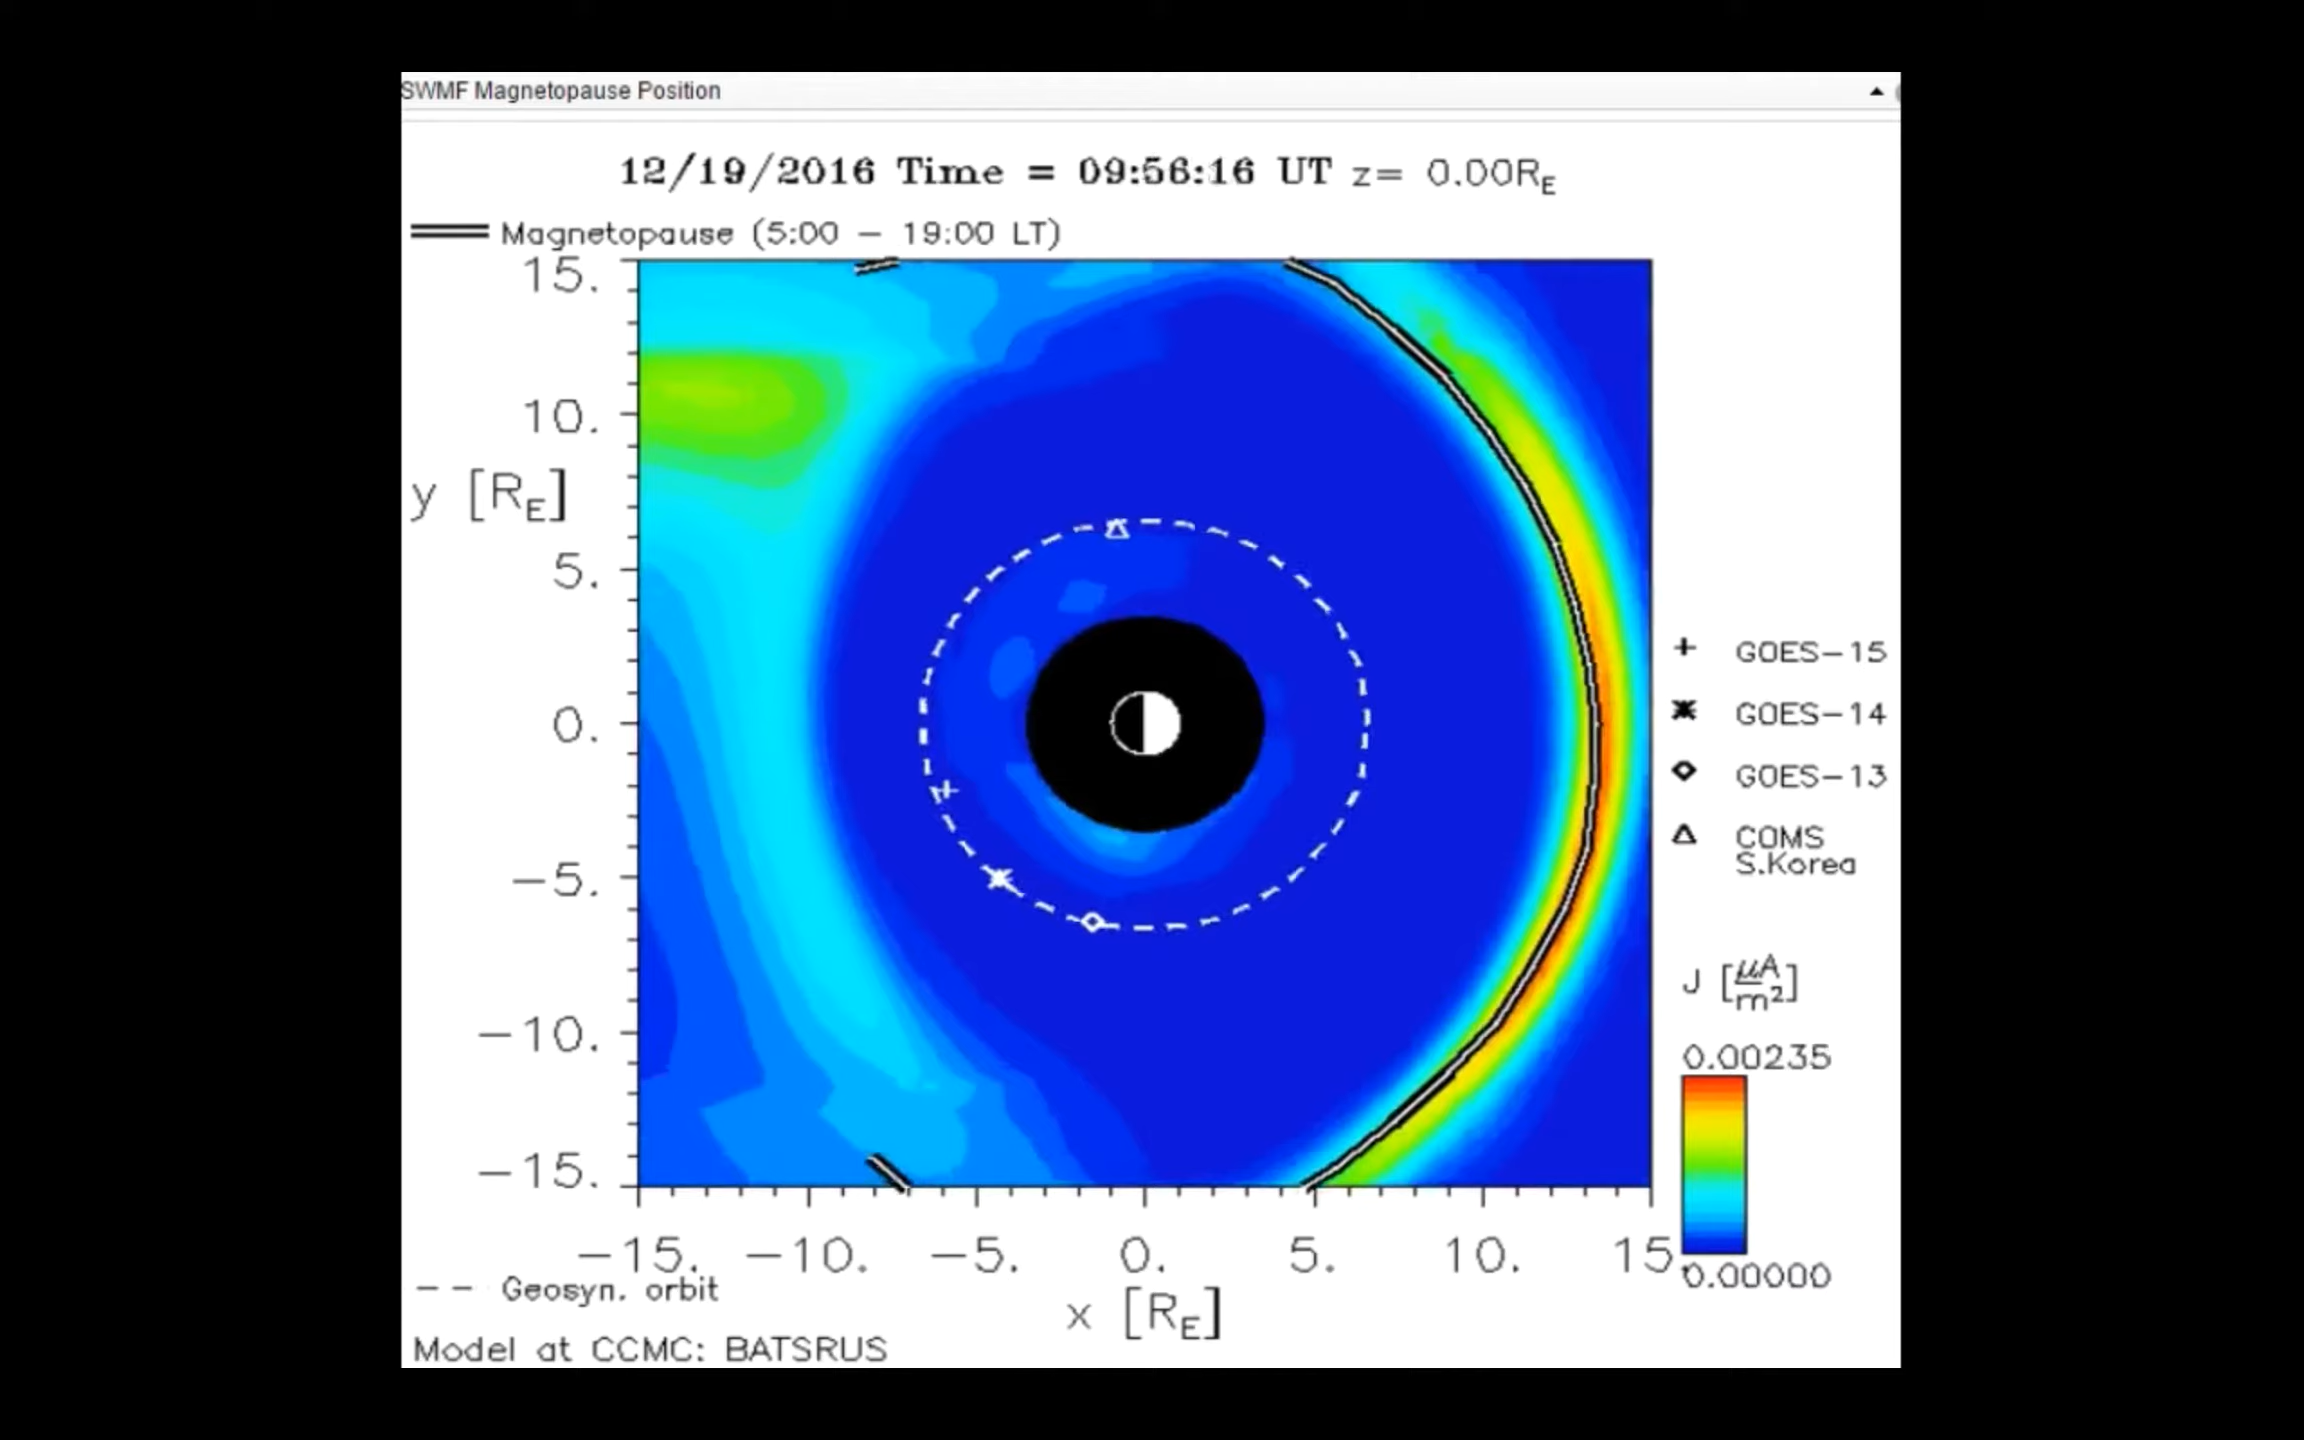 SWMF Magnetopause Position
12/19/2016 Time = 09:56:16 UT z= 0.00RE
Magnetopause (5:00 – 19:00 LT)
15.
10.
y [RE]
5.
0.
−5.
−10.
−15.
−15. −10. −5. 0. 5. 10. 15.
x [RE]
GOES−15
GOES−14
GOES−13
COMS
S.Korea
J [μA/m2]
0.00235
0.00000
Geosyn. orbit
Model at CCMC: BATSRUS